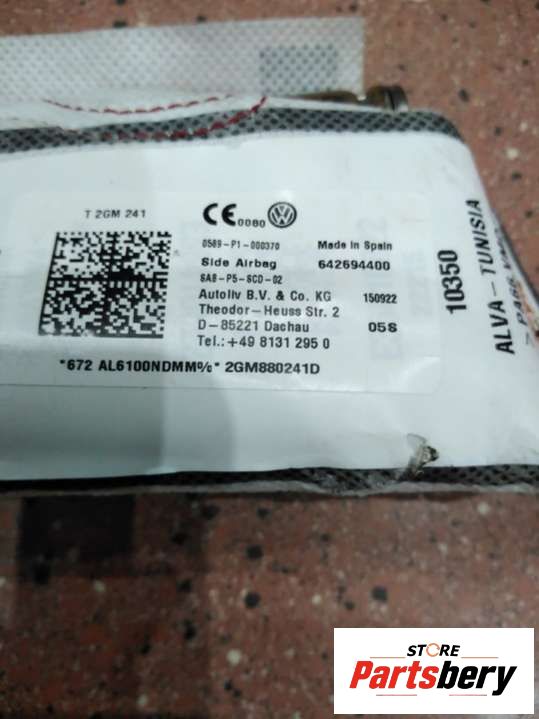 T 2GM 241
CE 0080
0589-P1-000370 Made in Spain
Side Airbag 642694400
SAB-P5-SCD-02
Autoliv B.V. & Co. KG 150922
Theodor-Heuss Str. 2
D-85221 Dachau 05S
Tel.:+49 8131 295 0
*672 AL6100NDMM%* 2GM880241D
10350
ALVA-TUNISIA
STORE
Partsbery